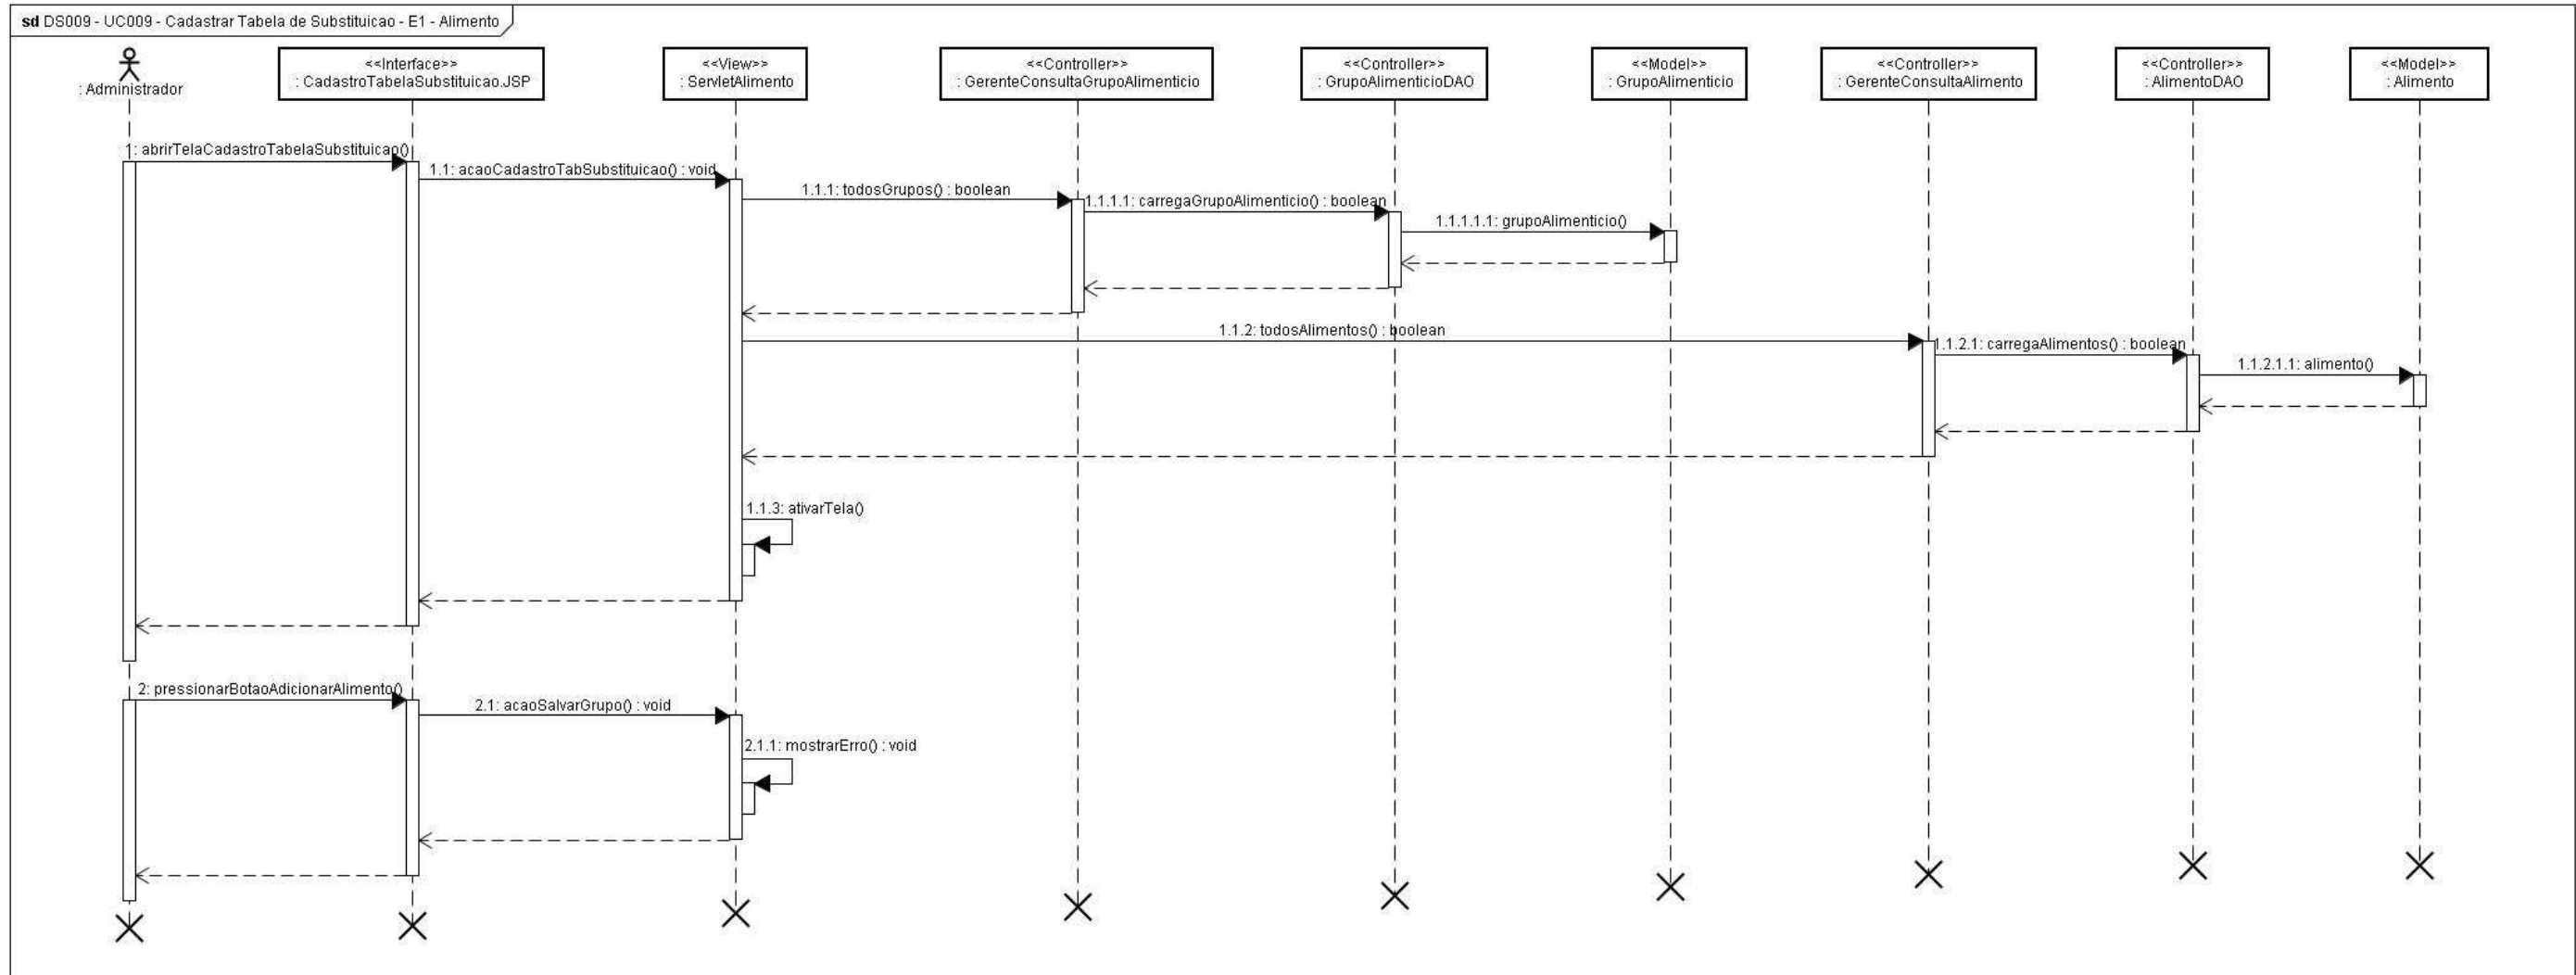 sd DS009 - UC009 - Cadastrar Tabela de Substituicao - E1 - Alimento
: Administrador
<<Interface>>
: CadastroTabelaSubstituicao.JSP
<<View>>
: ServletAlimento
<<Controller>>
: GerenteConsultaGrupoAlimenticio
<<Controller>>
: GrupoAlimenticioDAO
<<Model>>
: GrupoAlimenticio
<<Controller>>
: GerenteConsultaAlimento
<<Controller>>
: AlimentoDAO
<<Model>>
: Alimento
1: abrirTelaCadastroTabelaSubstituicao()
1.1: acaoCadastroTabSubstituicao() : void
1.1.1: todosGrupos() : boolean
1.1.1.1: carregaGrupoAlimenticio() : boolean
1.1.1.1.1: grupoAlimenticio()
1.1.2: todosAlimentos() : boolean
1.1.2.1: carregaAlimentos() : boolean
1.1.2.1.1: alimento()
1.1.3: ativarTela()
2: pressionarBotaoAdicionarAlimento()
2.1: acaoSalvarGrupo() : void
2.1.1: mostrarErro() : void